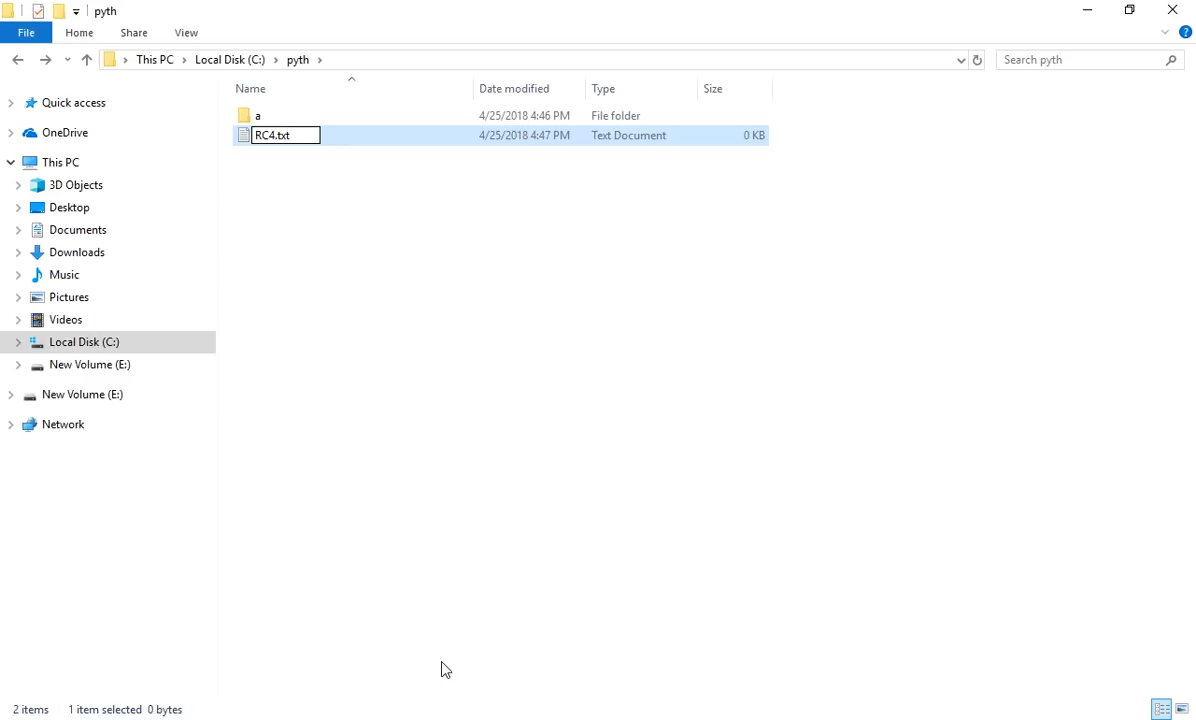 pyth
File Home Share View
This PC Local Disk (C:) pyth Search pyth
Name Date modified Type Size
Quick access
a 4/25/2018 4:46 PM File folder
RC4.txt 4/25/2018 4:47 PM Text Document 0 KB
OneDrive
This PC
3D Objects
Desktop
Documents
Downloads
Music
Pictures
Videos
Local Disk (C:)
New Volume (E:)
New Volume (E:)
Network
2 items 1 item selected 0 bytes